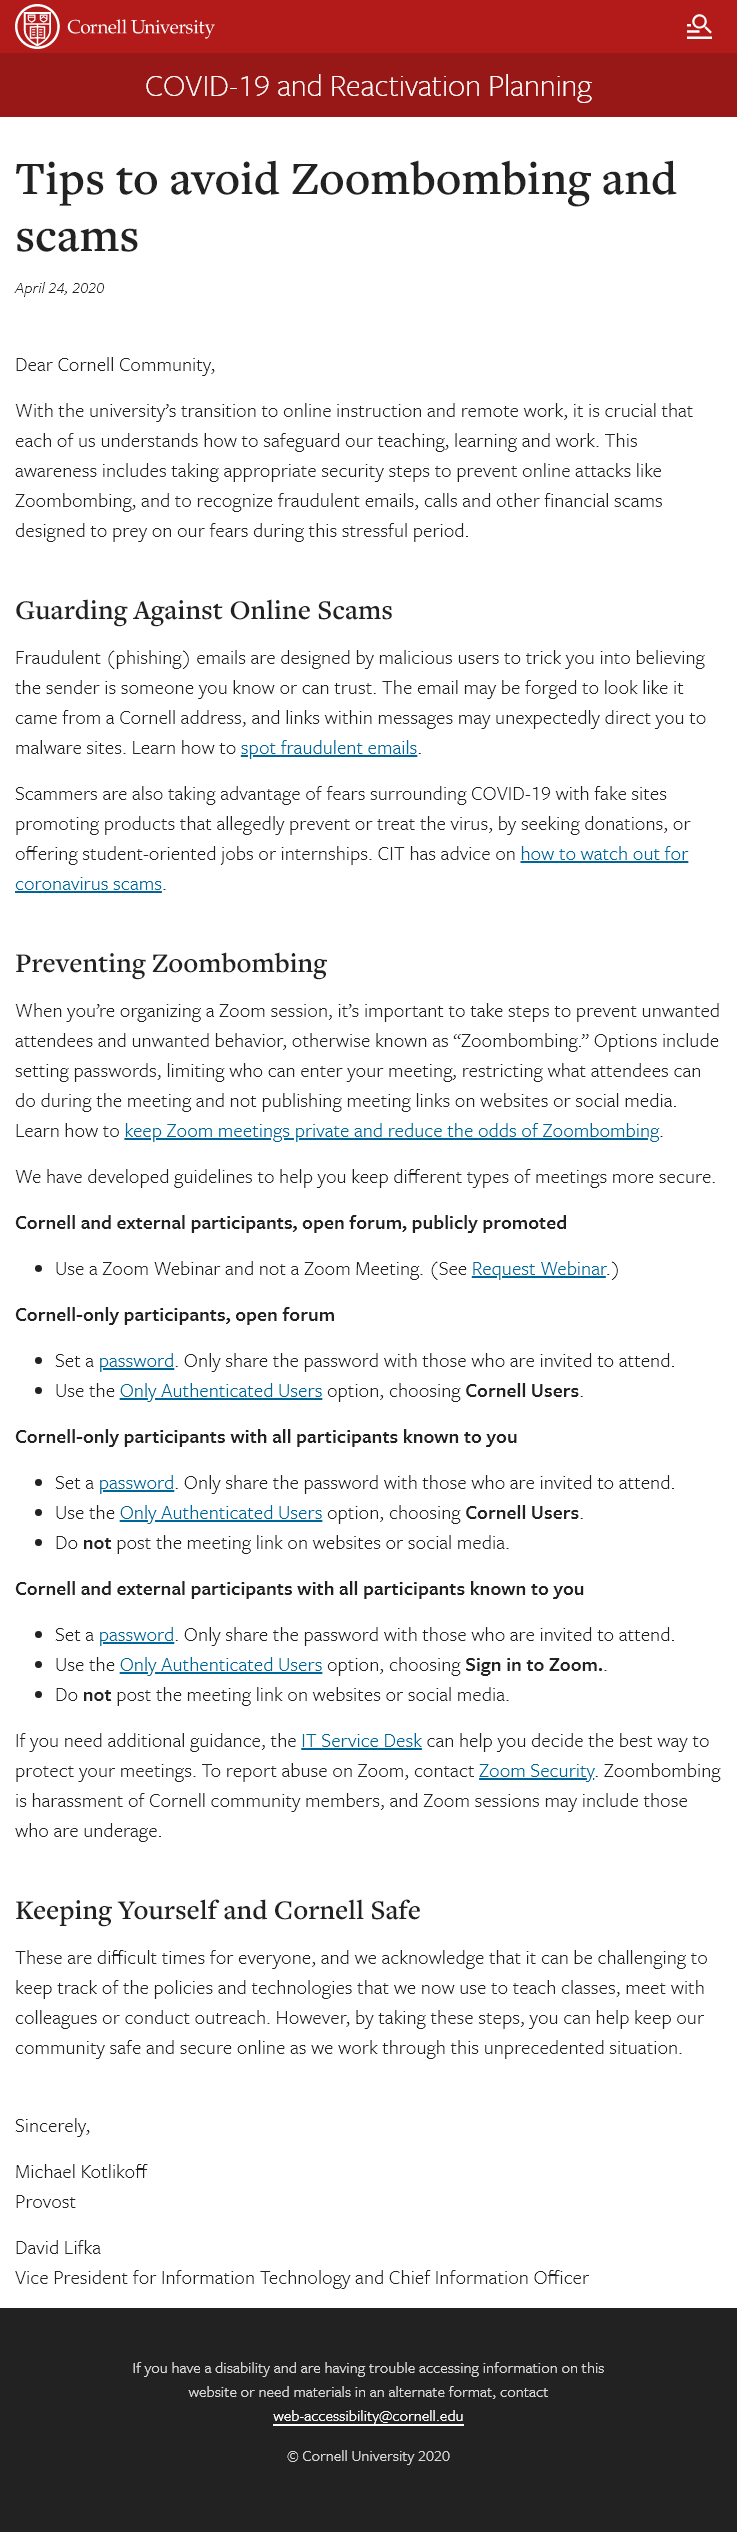 Cornell University
COVID-19 and Reactivation Planning
Tips to avoid Zoombombing and
scams
April 24, 2020
Dear Cornell Community,
With the university’s transition to online instruction and remote work, it is crucial that
each of us understands how to safeguard our teaching, learning and work. This
awareness includes taking appropriate security steps to prevent online attacks like
Zoombombing, and to recognize fraudulent emails, calls and other financial scams
designed to prey on our fears during this stressful period.
Guarding Against Online Scams
Fraudulent (phishing) emails are designed by malicious users to trick you into believing
the sender is someone you know or can trust. The email may be forged to look like it
came from a Cornell address, and links within messages may unexpectedly direct you to
malware sites. Learn how to spot fraudulent emails.
Scammers are also taking advantage of fears surrounding COVID-19 with fake sites
promoting products that allegedly prevent or treat the virus, by seeking donations, or
offering student-oriented jobs or internships. CIT has advice on how to watch out for
coronavirus scams.
Preventing Zoombombing
When you’re organizing a Zoom session, it’s important to take steps to prevent unwanted
attendees and unwanted behavior, otherwise known as “Zoombombing.” Options include
setting passwords, limiting who can enter your meeting, restricting what attendees can
do during the meeting and not publishing meeting links on websites or social media.
Learn how to keep Zoom meetings private and reduce the odds of Zoombombing.
We have developed guidelines to help you keep different types of meetings more secure.
Cornell and external participants, open forum, publicly promoted
• Use a Zoom Webinar and not a Zoom Meeting. (See Request Webinar.)
Cornell-only participants, open forum
• Set a password. Only share the password with those who are invited to attend.
• Use the Only Authenticated Users option, choosing Cornell Users.
Cornell-only participants with all participants known to you
• Set a password. Only share the password with those who are invited to attend.
• Use the Only Authenticated Users option, choosing Cornell Users.
• Do not post the meeting link on websites or social media.
Cornell and external participants with all participants known to you
• Set a password. Only share the password with those who are invited to attend.
• Use the Only Authenticated Users option, choosing Sign in to Zoom..
• Do not post the meeting link on websites or social media.
If you need additional guidance, the IT Service Desk can help you decide the best way to
protect your meetings. To report abuse on Zoom, contact Zoom Security. Zoombombing
is harassment of Cornell community members, and Zoom sessions may include those
who are underage.
Keeping Yourself and Cornell Safe
These are difficult times for everyone, and we acknowledge that it can be challenging to
keep track of the policies and technologies that we now use to teach classes, meet with
colleagues or conduct outreach. However, by taking these steps, you can help keep our
community safe and secure online as we work through this unprecedented situation.
Sincerely,
Michael Kotlikoff
Provost
David Lifka
Vice President for Information Technology and Chief Information Officer
If you have a disability and are having trouble accessing information on this
website or need materials in an alternate format, contact
web-accessibility@cornell.edu
© Cornell University 2020